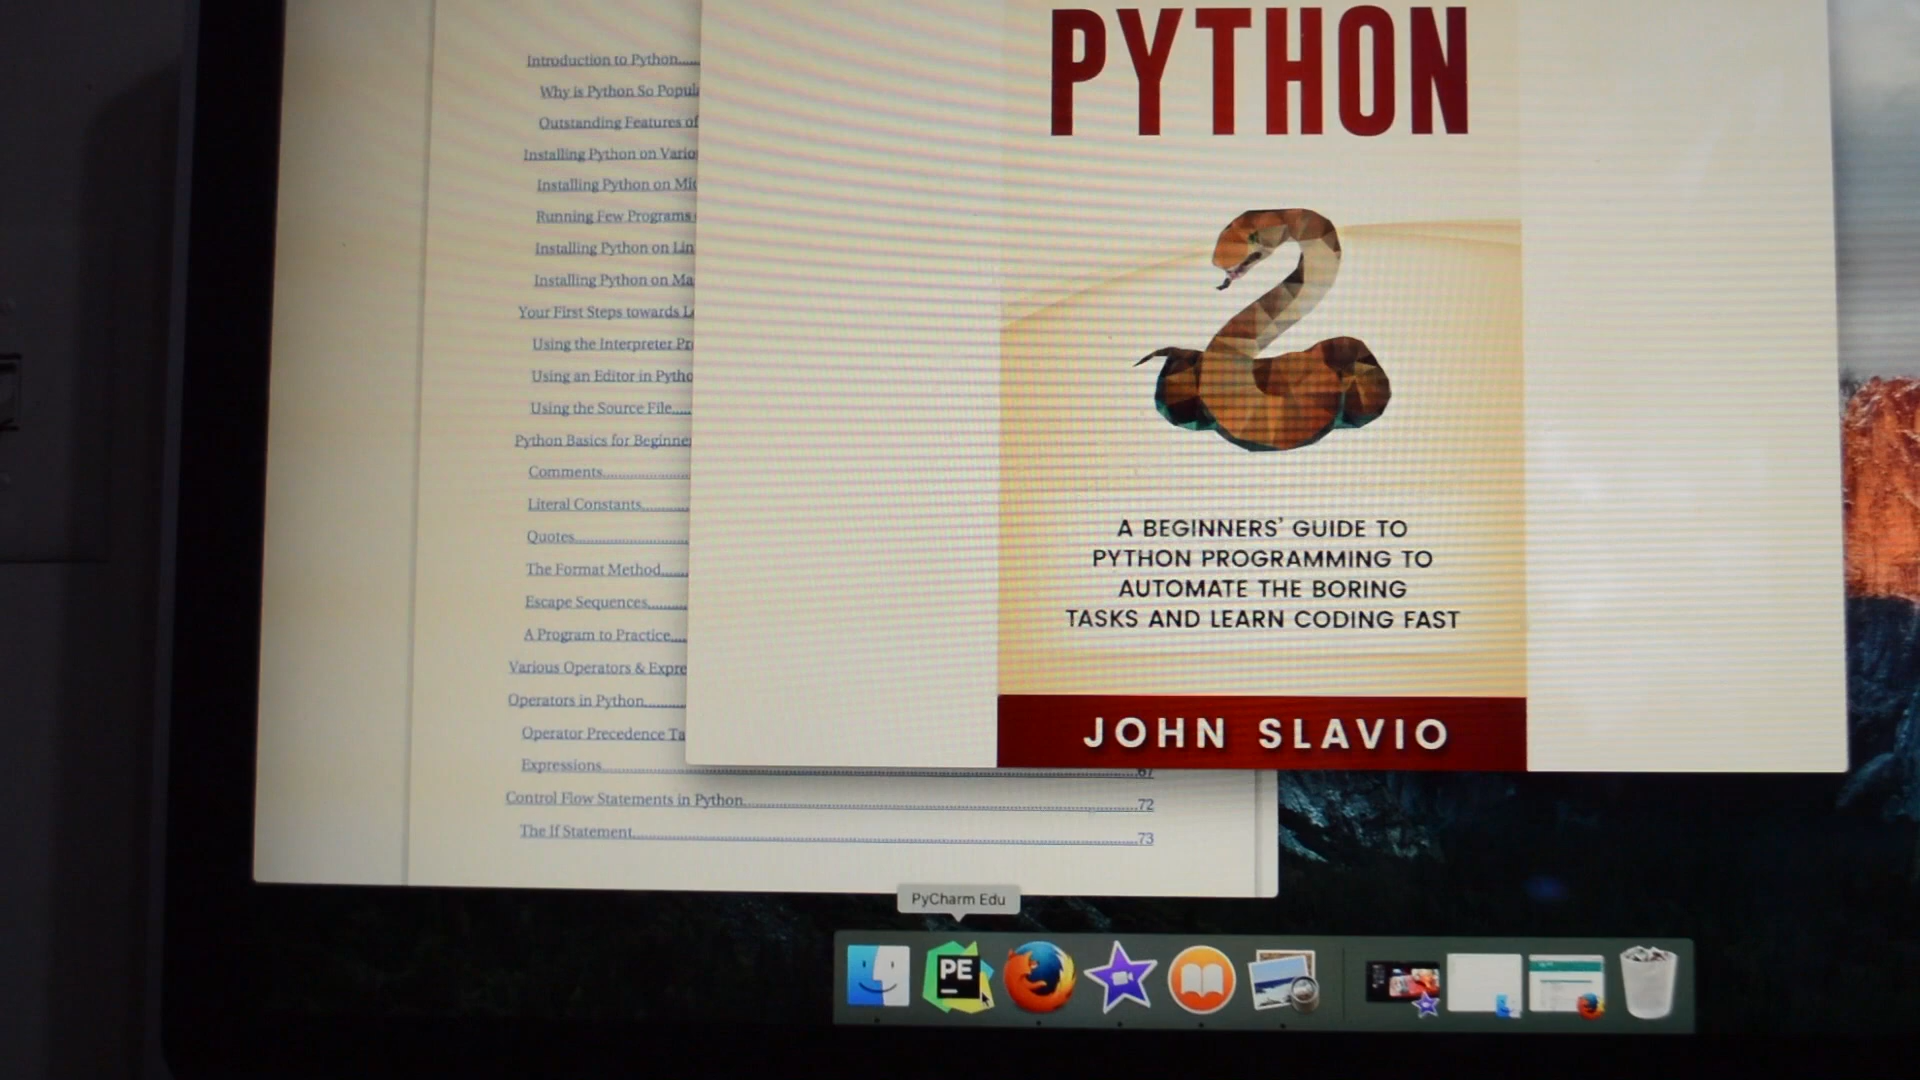 Introduction to Python......
Why is Python So Popul
Outstanding Features of
Installing Python on Vario
Installing Python on Mic
Running Few Programs
Installing Python on Lin
Installing Python on Ma
Your First Steps towards L
Using the Interpreter Pr
Using an Editor in Pytho
Using the Source File.....
Python Basics for Beginne
Comments......................
Literal Constants............
Quotes............................
The Format Method.......
Escape Sequences..........
A Program to Practice....
Various Operators & Expre
Operators in Python..........
Operator Precedence Ta
Expressions..........67
Control Flow Statements in Python..........72
The If Statement..........73
PYTHON
A BEGINNERS’ GUIDE TO
PYTHON PROGRAMMING TO
AUTOMATE THE BORING
TASKS AND LEARN CODING FAST
JOHN SLAVIO
PyCharm Edu
PE